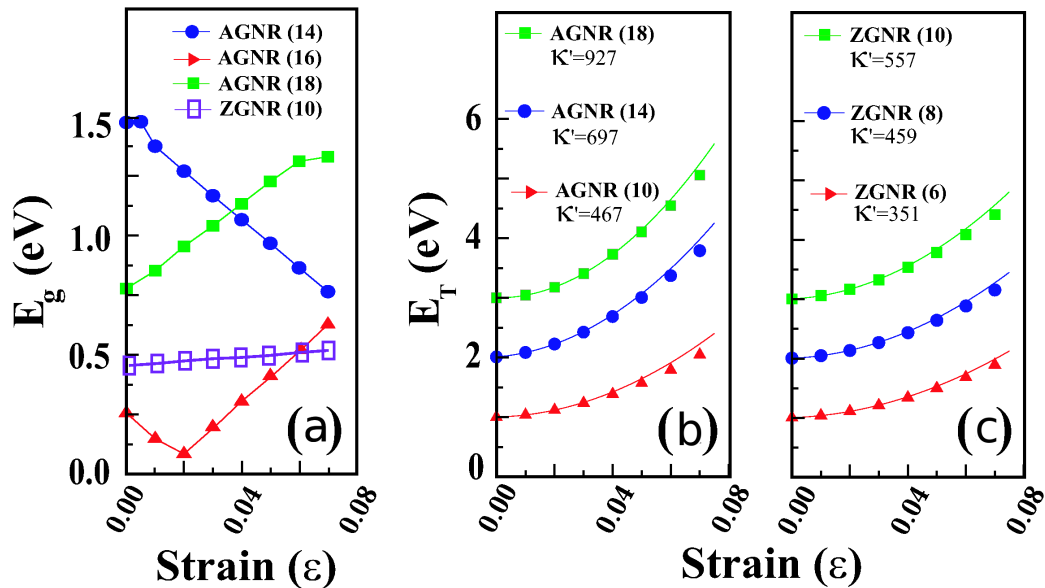 AGNR (14)
AGNR (16)
AGNR (18)
ZGNR (10)
1.5
1.0
0.5
0.0
E_g (eV)
(a)
0.00
0.04
0.08
Strain (ε)
AGNR (18)
K'=927
AGNR (14)
K'=697
AGNR (10)
K'=467
6
4
2
0
E_T (eV)
(b)
0.00
0.04
0.08
ZGNR (10)
K'=557
ZGNR (8)
K'=459
ZGNR (6)
K'=351
(c)
0.00
0.04
0.08
Strain (ε)